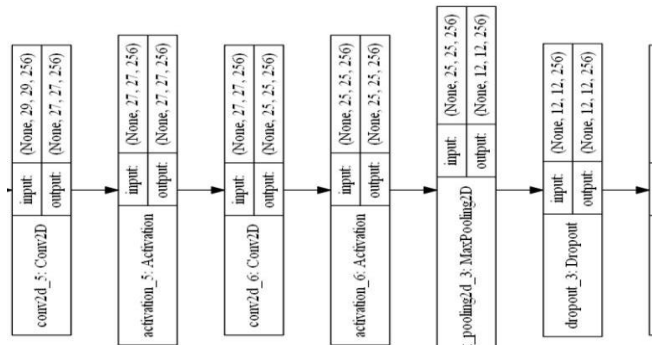 conv2d_5: Conv2D
input: (None, 29, 29, 256)
output: (None, 27, 27, 256)
activation_5: Activation
input: (None, 27, 27, 256)
output: (None, 27, 27, 256)
conv2d_6: Conv2D
input: (None, 27, 27, 256)
output: (None, 25, 25, 256)
activation_6: Activation
input: (None, 25, 25, 256)
output: (None, 25, 25, 256)
_pooling2d_3: MaxPooling2D
input: (None, 25, 25, 256)
output: (None, 12, 12, 256)
dropout_3: Dropout
input: (None, 12, 12, 256)
output: (None, 12, 12, 256)